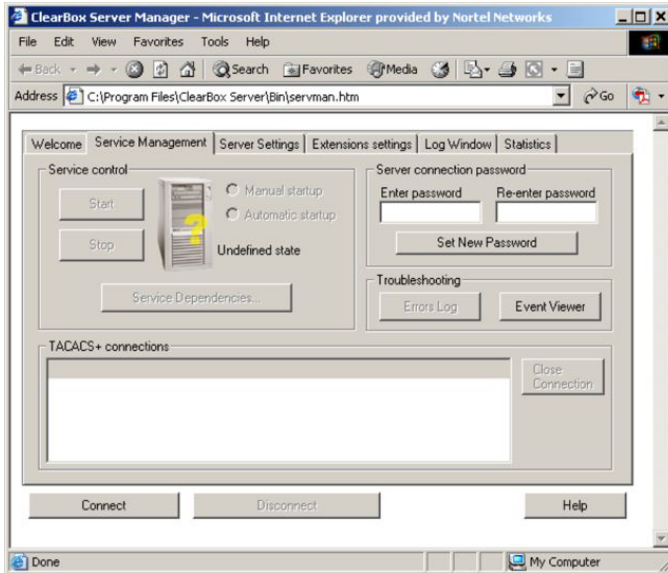 ClearBox Server Manager - Microsoft Internet Explorer provided by Nortel Networks
File Edit View Favorites Tools Help
Back Search Favorites Media
Address C:\Program Files\ClearBox Server\Bin\servman.htm Go
Welcome Service Management Server Settings Extensions settings Log Window Statistics
Service control
Start
Stop
Manual startup
Automatic startup
?
Undefined state
Service Dependencies...
Server connection password
Enter password Re-enter password
Set New Password
Troubleshooting
Errors Log Event Viewer
TACACS+ connections
Close
Connection
Connect Disconnect Help
Done My Computer